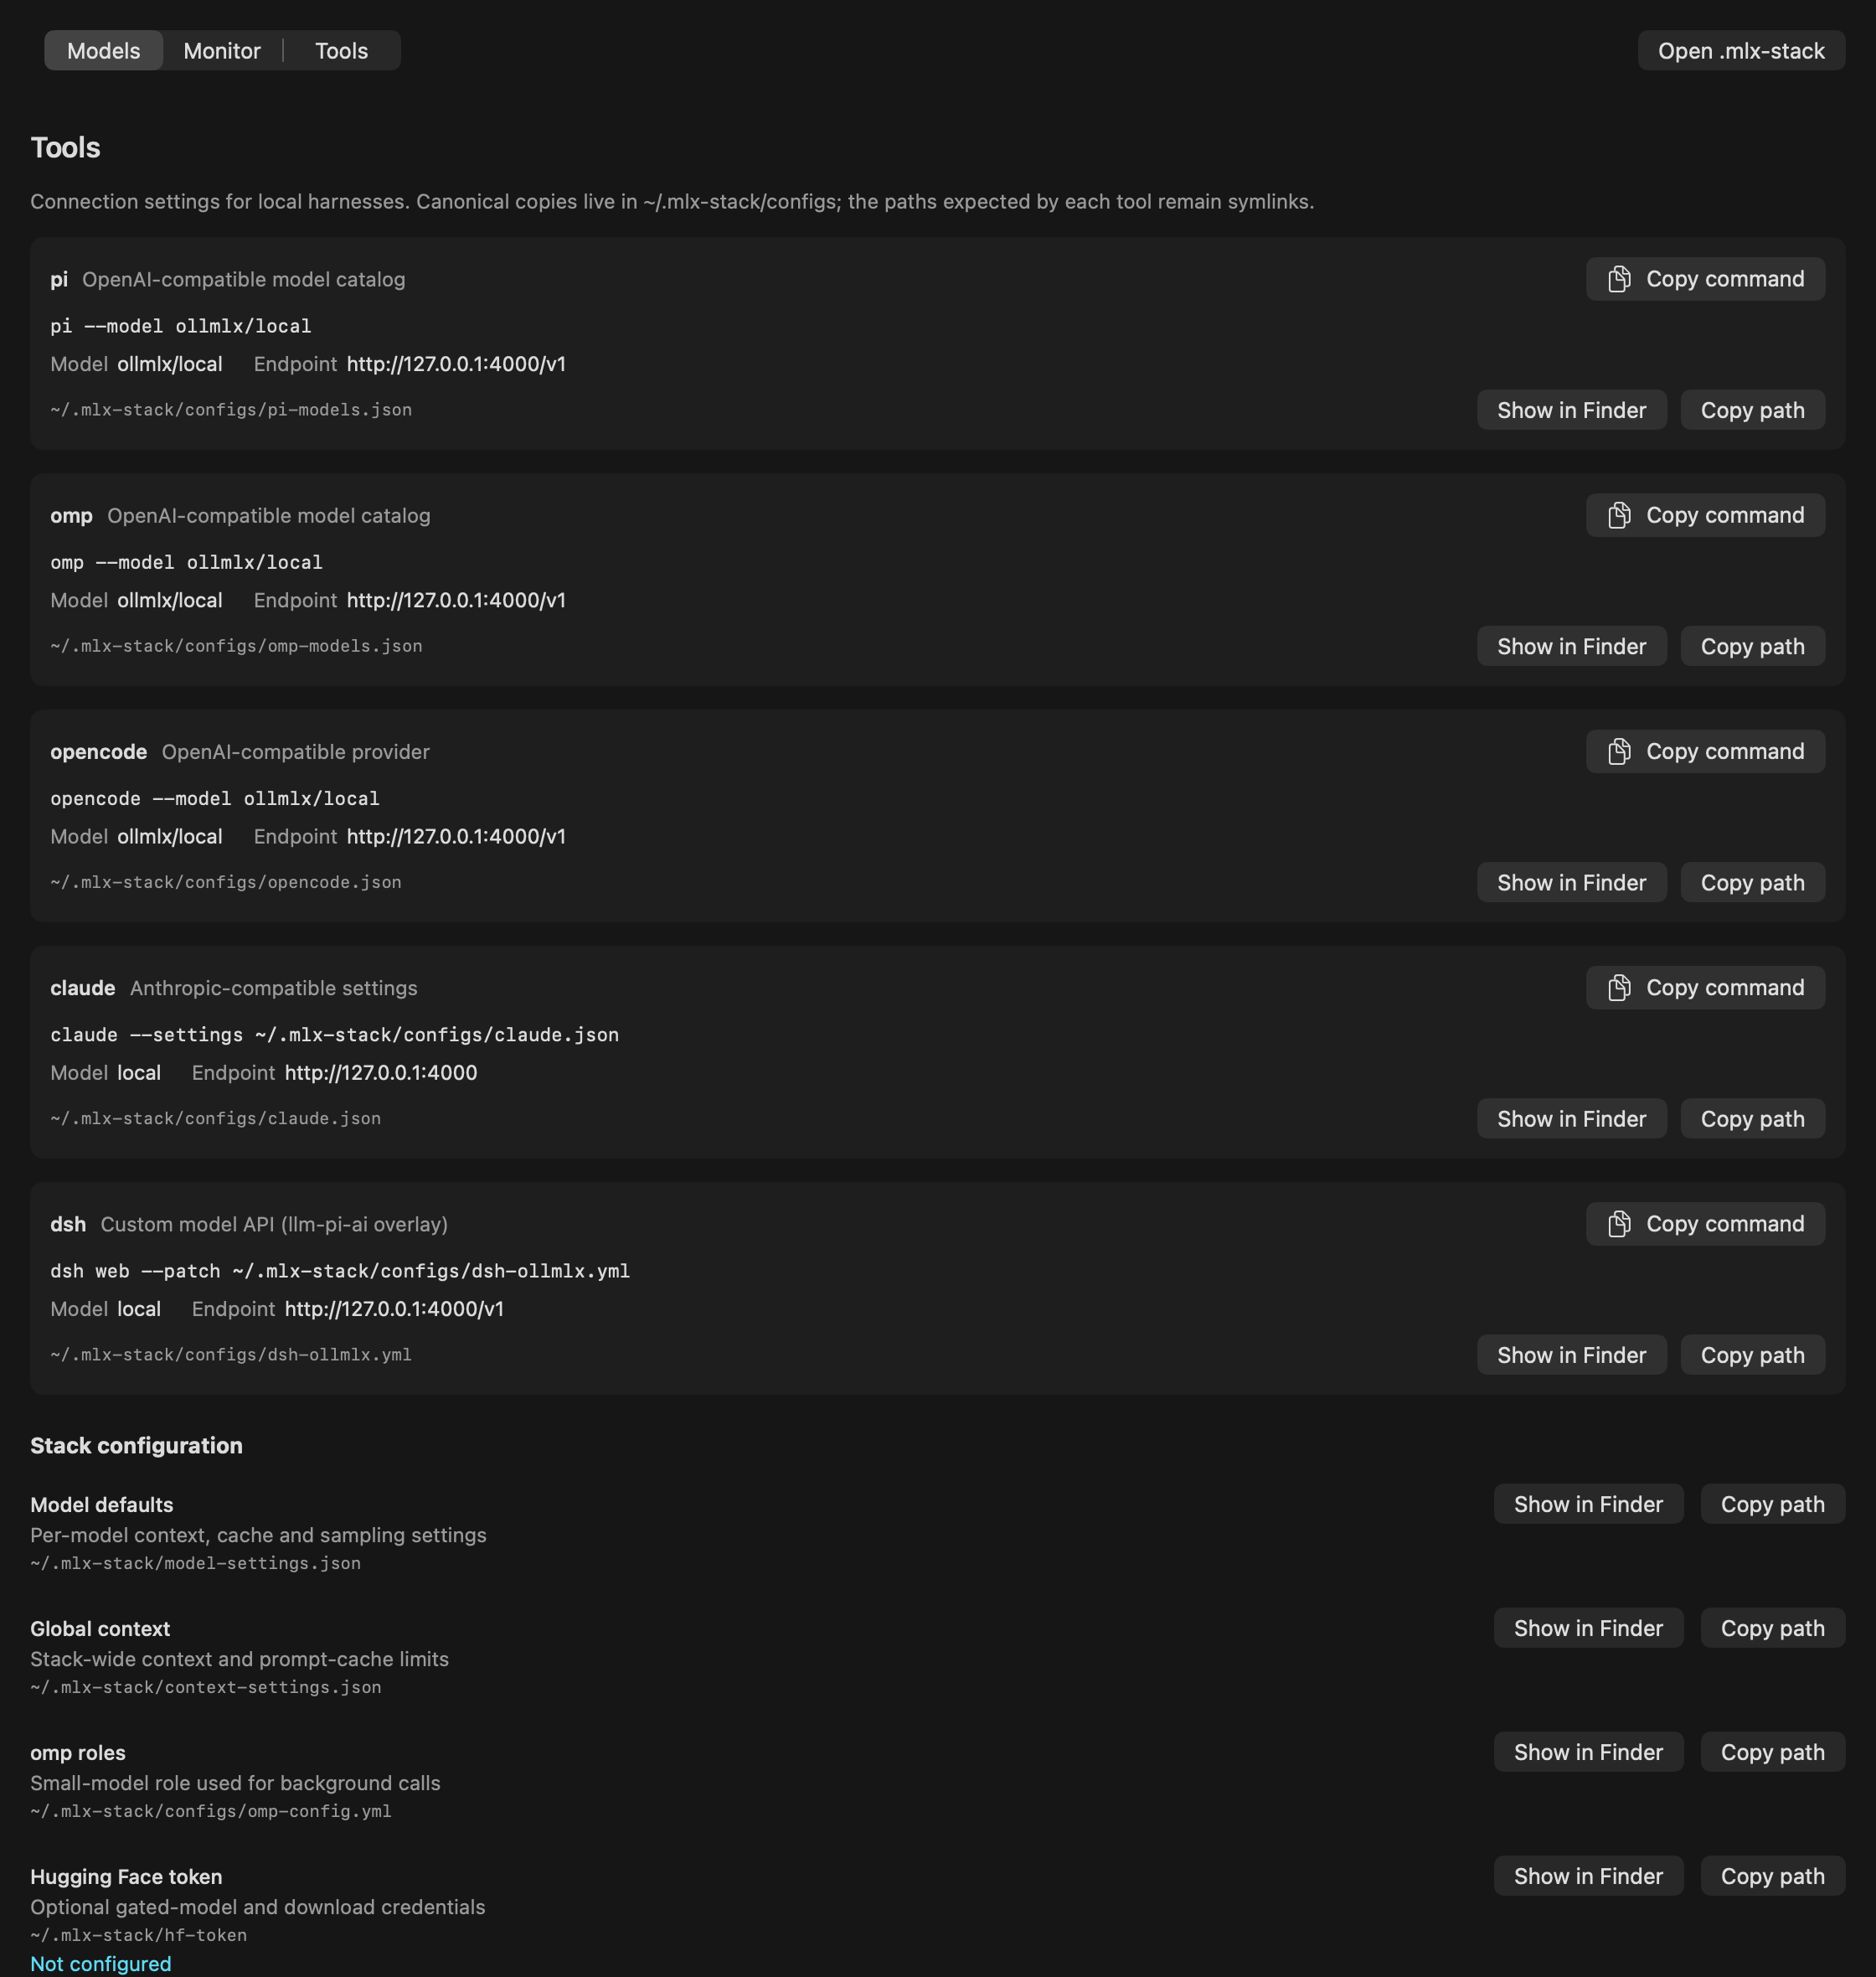 Models Monitor Tools Open .mlx-stack
Tools
Connection settings for local harnesses. Canonical copies live in ~/.mlx-stack/configs; the paths expected by each tool remain symlinks.
pi OpenAI-compatible model catalog Copy command
pi --model ollmlx/local
Model ollmlx/local Endpoint http://127.0.0.1:4000/v1
~/.mlx-stack/configs/pi-models.json Show in Finder Copy path
omp OpenAI-compatible model catalog Copy command
omp --model ollmlx/local
Model ollmlx/local Endpoint http://127.0.0.1:4000/v1
~/.mlx-stack/configs/omp-models.json Show in Finder Copy path
opencode OpenAI-compatible provider Copy command
opencode --model ollmlx/local
Model ollmlx/local Endpoint http://127.0.0.1:4000/v1
~/.mlx-stack/configs/opencode.json Show in Finder Copy path
claude Anthropic-compatible settings Copy command
claude --settings ~/.mlx-stack/configs/claude.json
Model local Endpoint http://127.0.0.1:4000
~/.mlx-stack/configs/claude.json Show in Finder Copy path
dsh Custom model API (llm-pi-ai overlay) Copy command
dsh web --patch ~/.mlx-stack/configs/dsh-ollmlx.yml
Model local Endpoint http://127.0.0.1:4000/v1
~/.mlx-stack/configs/dsh-ollmlx.yml Show in Finder Copy path
Stack configuration
Model defaults Show in Finder Copy path
Per-model context, cache and sampling settings
~/.mlx-stack/model-settings.json
Global context Show in Finder Copy path
Stack-wide context and prompt-cache limits
~/.mlx-stack/context-settings.json
omp roles Show in Finder Copy path
Small-model role used for background calls
~/.mlx-stack/configs/omp-config.yml
Hugging Face token Show in Finder Copy path
Optional gated-model and download credentials
~/.mlx-stack/hf-token
Not configured